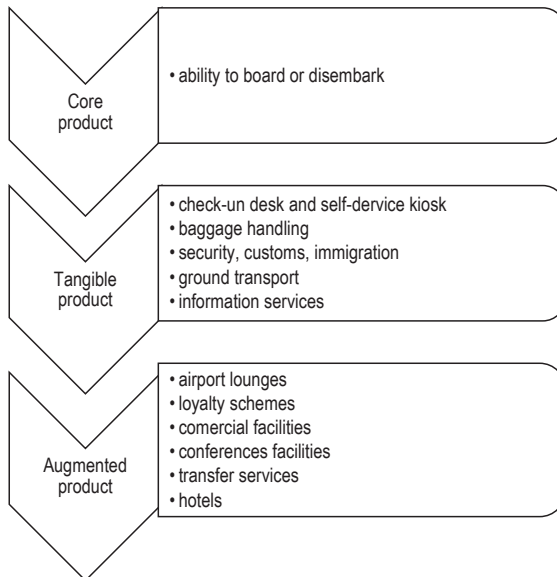 Core
product
• ability to board or disembark
Tangible
product
• check-un desk and self-dervice kiosk
• baggage handling
• security, customs, immigration
• ground transport
• information services
Augmented
product
• airport lounges
• loyalty schemes
• comercial facilities
• conferences facilities
• transfer services
• hotels